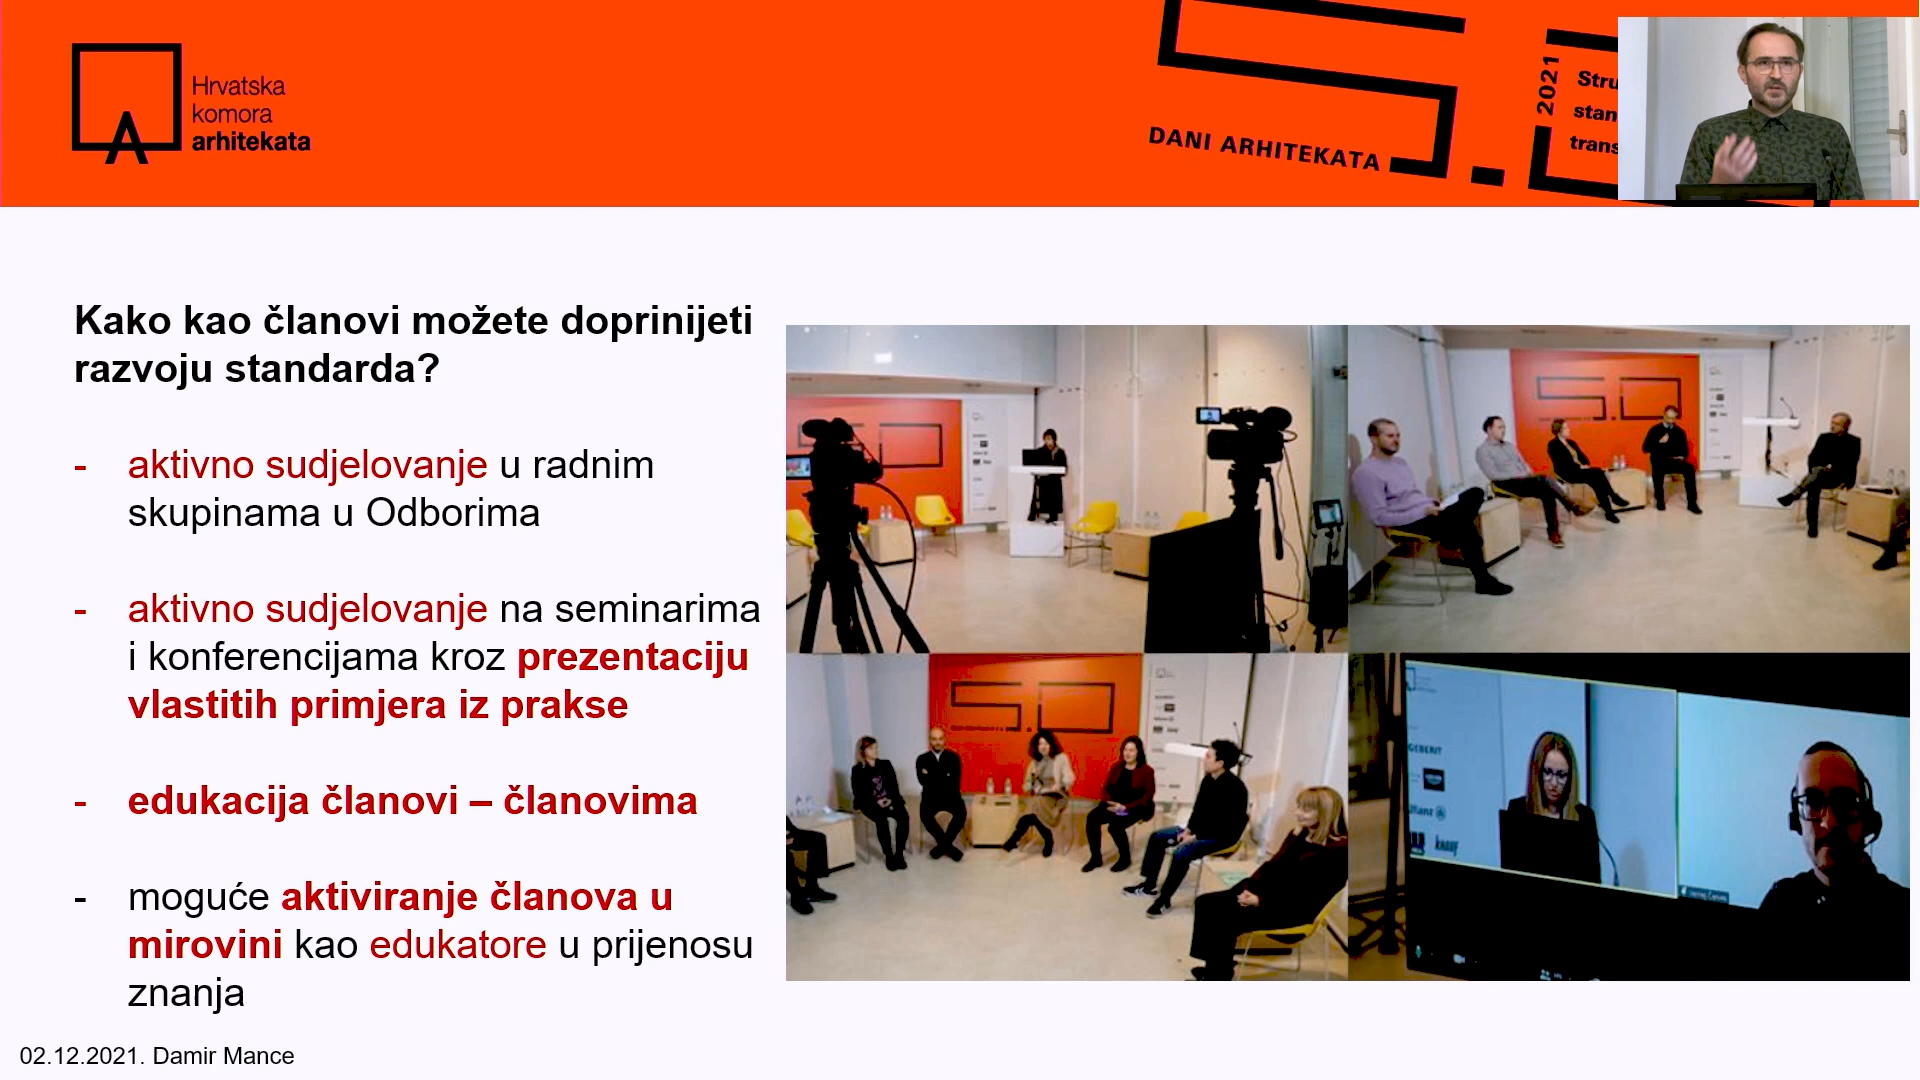 Hrvatska
komora
arhitekata
DANI ARHITEKATA
2021
Kako kao članovi možete doprinijeti
razvoju standarda?
- aktivno sudjelovanje u radnim
skupinama u Odborima
- aktivno sudjelovanje na seminarima
i konferencijama kroz prezentaciju
vlastitih primjera iz prakse
- edukacija članovi – članovima
- moguće aktiviranje članova u
mirovini kao edukatore u prijenosu
znanja
GEBERIT
knauf
02.12.2021. Damir Mance